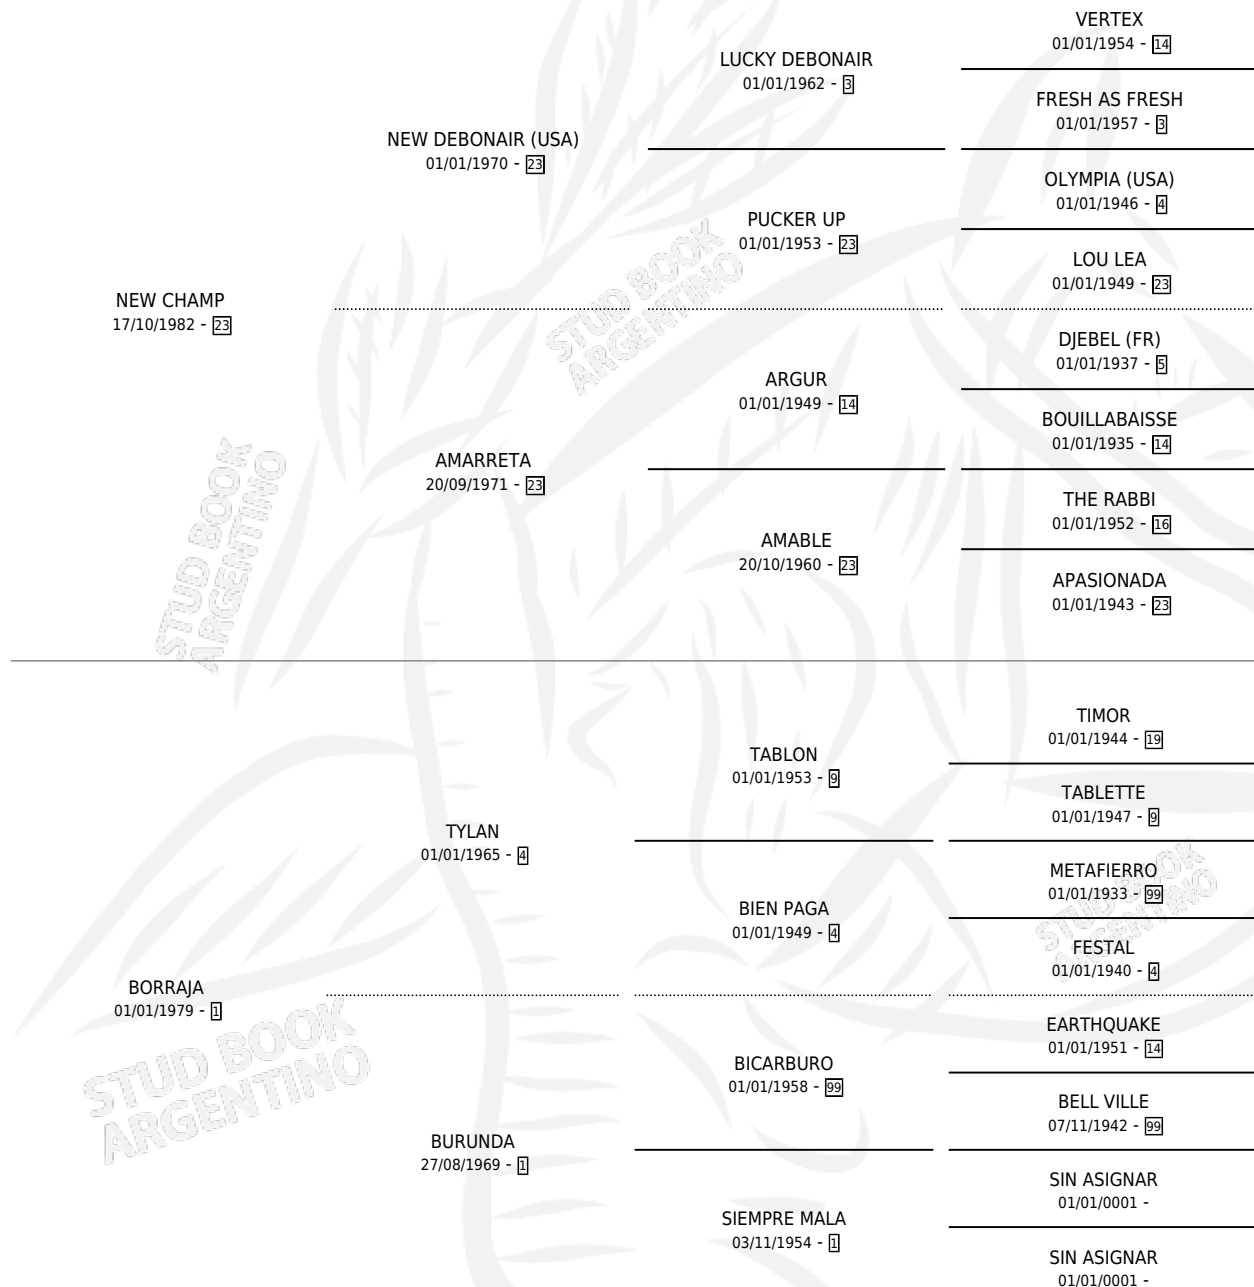 VERTEX
01/01/1954 - 14
LUCKY DEBONAIR
01/01/1962 - 3
FRESH AS FRESH
01/01/1957 - 3
NEW DEBONAIR (USA)
01/01/1970 - 23
OLYMPIA (USA)
01/01/1946 - 4
PUCKER UP
01/01/1953 - 23
LOU LEA
01/01/1949 - 23
NEW CHAMP
17/10/1982 - 23
DJEBEL (FR)
01/01/1937 - 5
ARGUR
01/01/1949 - 14
BOUILLABAISSE
01/01/1935 - 14
AMARRETA
20/09/1971 - 23
THE RABBI
01/01/1952 - 16
AMABLE
20/10/1960 - 23
APASIONADA
01/01/1943 - 23
TIMOR
01/01/1944 - 19
TABLON
01/01/1953 - 9
TABLETTE
01/01/1947 - 9
TYLAN
01/01/1965 - 4
METAFIERRO
01/01/1933 - 99
BIEN PAGA
01/01/1949 - 4
FESTAL
01/01/1940 - 4
BORRAJA
01/01/1979 - 1
EARTHQUAKE
01/01/1951 - 14
BICARBURO
01/01/1958 - 99
BELL VILLE
07/11/1942 - 99
BURUNDA
27/08/1969 - 1
SIN ASIGNAR
01/01/0001 -
SIEMPRE MALA
03/11/1954 - 1
SIN ASIGNAR
01/01/0001 -
STUD BOOK
ARGENTINO
STUD BOOK
ARGENTINO
STUD BOOK
ARGENTINO
STUD BOOK
ARGENTINO